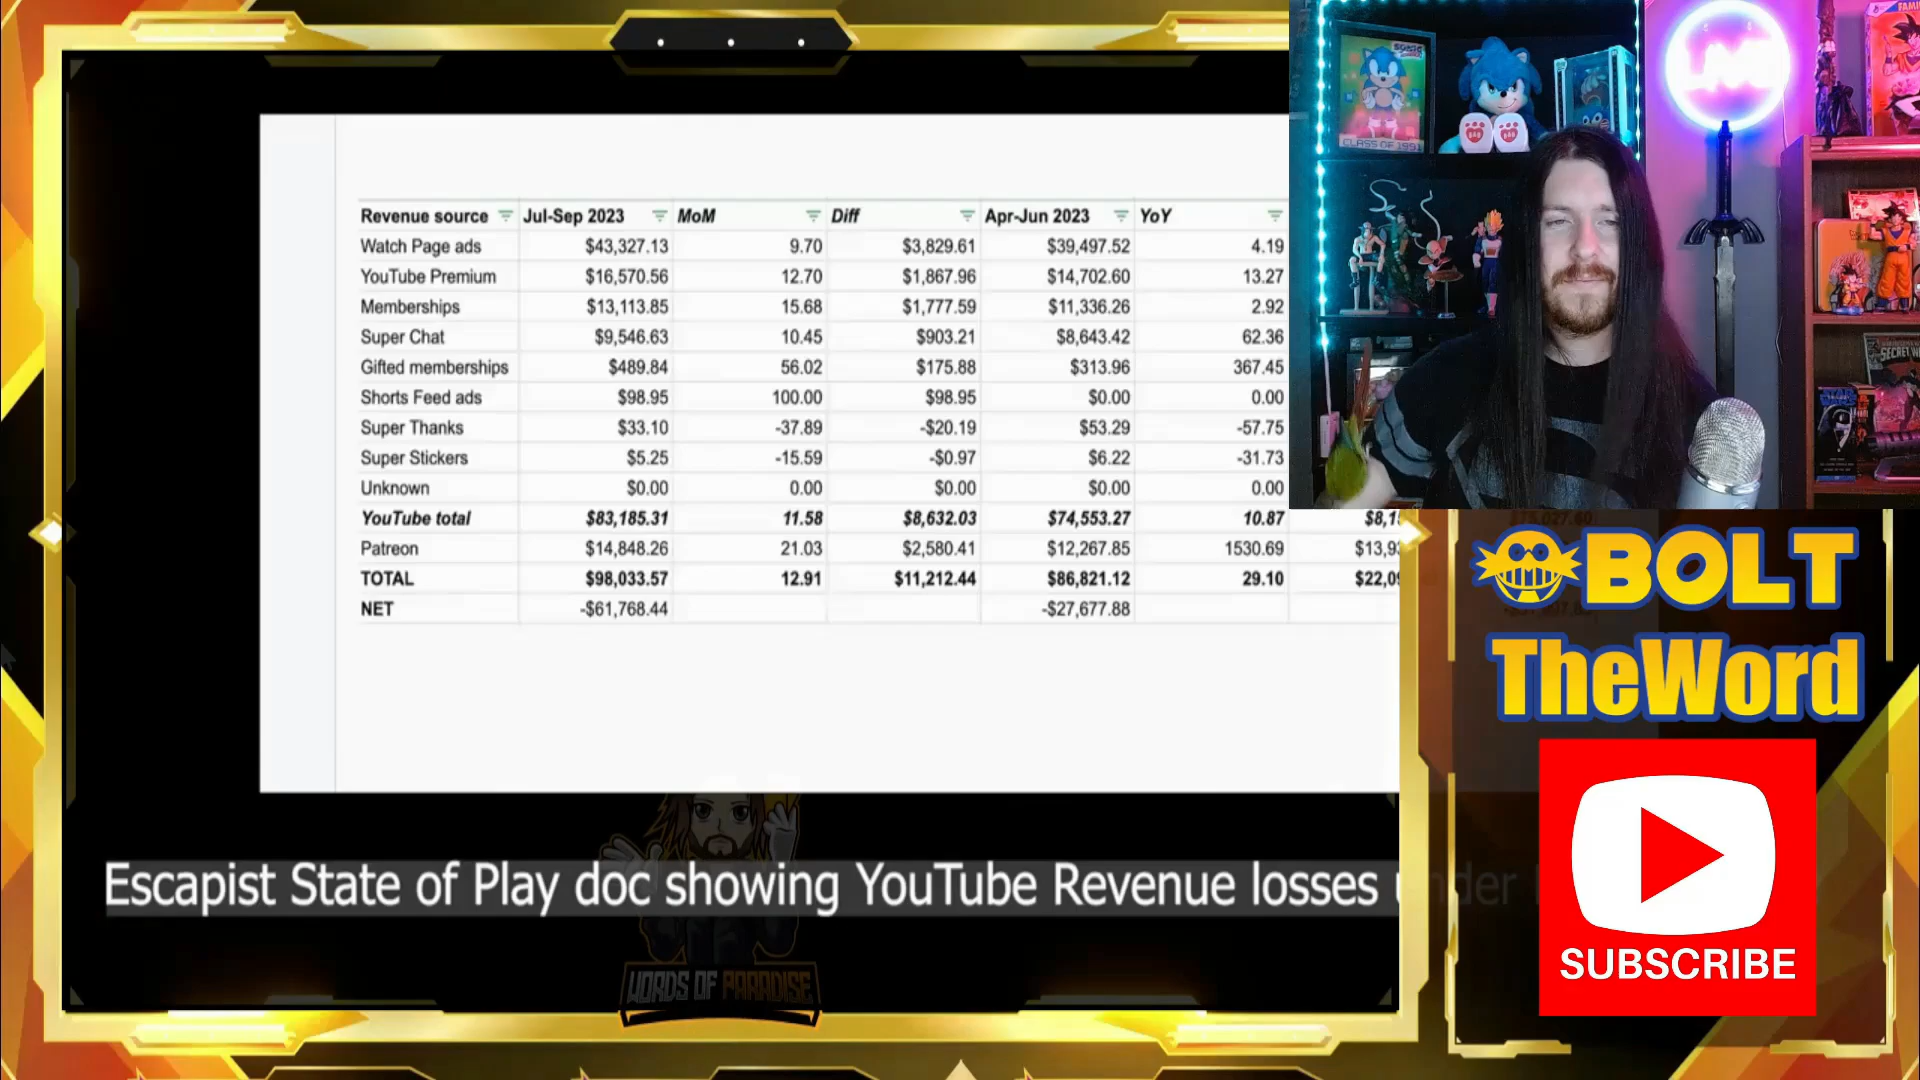 Revenue source Jul-Sep 2023 MoM Diff Apr-Jun 2023 YoY
Watch Page ads $43,327.13 9.70 $3,829.61 $39,497.52 4.19
YouTube Premium $16,570.56 12.70 $1,867.96 $14,702.60 13.27
Memberships $13,113.85 15.68 $1,777.59 $11,336.26 2.92
Super Chat $9,546.63 10.45 $903.21 $8,643.42 62.36
Gifted memberships $489.84 56.02 $175.88 $313.96 367.45
Shorts Feed ads $98.95 100.00 $98.95 $0.00 0.00
Super Thanks $33.10 -37.89 -$20.19 $53.29 -57.75
Super Stickers $5.25 -15.59 -$0.97 $6.22 -31.73
Unknown $0.00 0.00 $0.00 $0.00 0.00
YouTube total $83,185.31 11.58 $8,632.03 $74,553.27 10.87
Patreon $14,848.26 21.03 $2,580.41 $12,267.85 1530.69
TOTAL $98,033.57 12.91 $11,212.44 $86,821.12 29.10
NET -$61,768.44 -$27,677.88
Escapist State of Play doc showing YouTube Revenue losses under
WORDS OF PARADISE
CLASS OF 1991
BOLT
TheWord
SUBSCRIBE